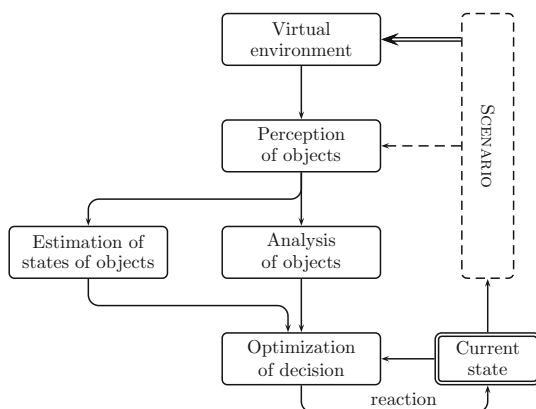 Virtual
environment
SCENARIO
Perception
of objects
Estimation of
states of objects
Analysis
of objects
Optimization
of decision
Current
state
reaction